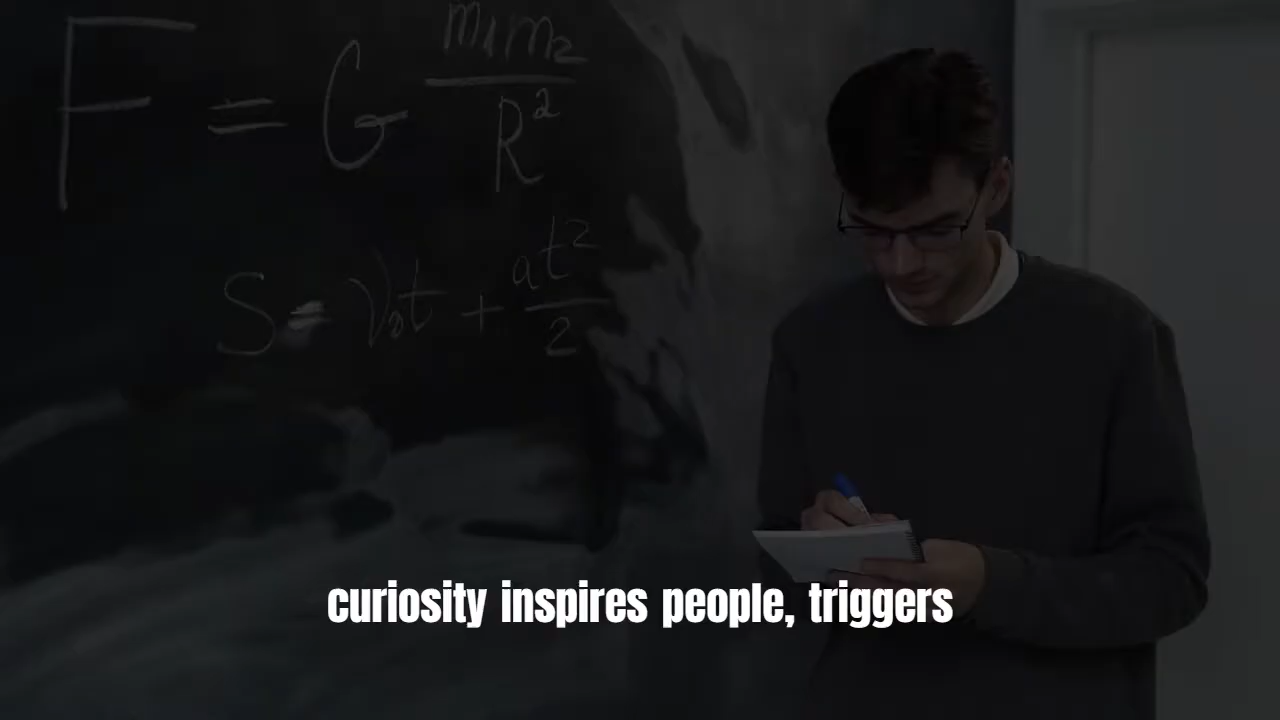 F = G m₁m₂/R²
S = V₀t + at²/2
curiosity inspires people, triggers